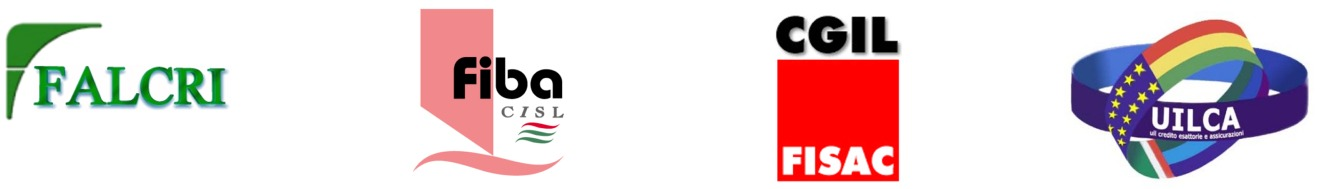 FALCRI
Fiba
CISL
CGIL
FISAC
UILCA
uil credito esattorie e assicurazioni